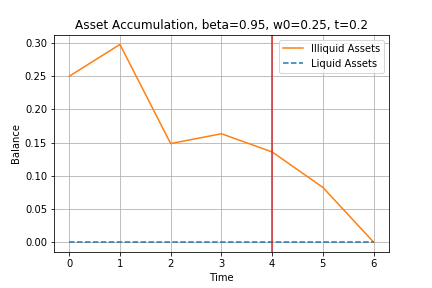 Asset Accumulation, beta=0.95, w0=0.25, t=0.2
Illiquid Assets
Liquid Assets
Balance
0.30
0.25
0.20
0.15
0.10
0.05
0.00
0 1 2 3 4 5 6
Time